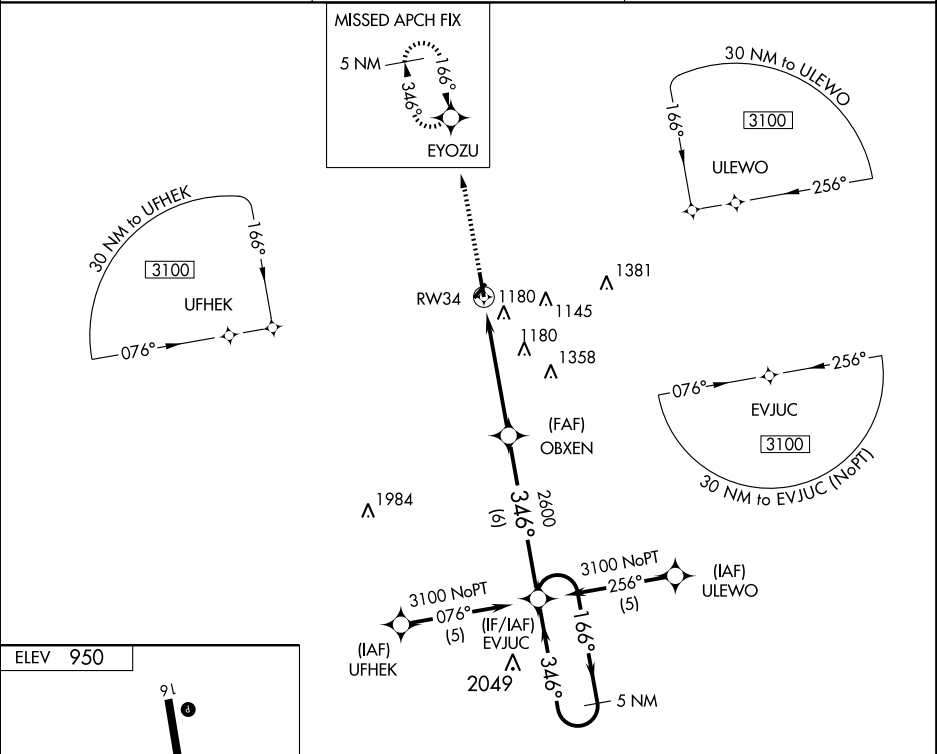 MISSED APCH FIX
5 NM
166°
346°
EYOZU
30 NM to ULEWO
3100
166°
ULEWO
256°
30 NM to UFHEK
3100
166°
UFHEK
076°
RW34
1180
1145
1381
1180
1358
(FAF)
OBXEN
076°
256°
EVJUC
3100
30 NM to EVJUC (NoPT)
1984
346°
2600
(6)
3100 NoPT
256°
(5)
(IAF)
ULEWO
3100 NoPT
076°
(5)
(IAF)
UFHEK
(IF/IAF)
EVJUC
2049
346°
166°
5 NM
ELEV 950
16
P